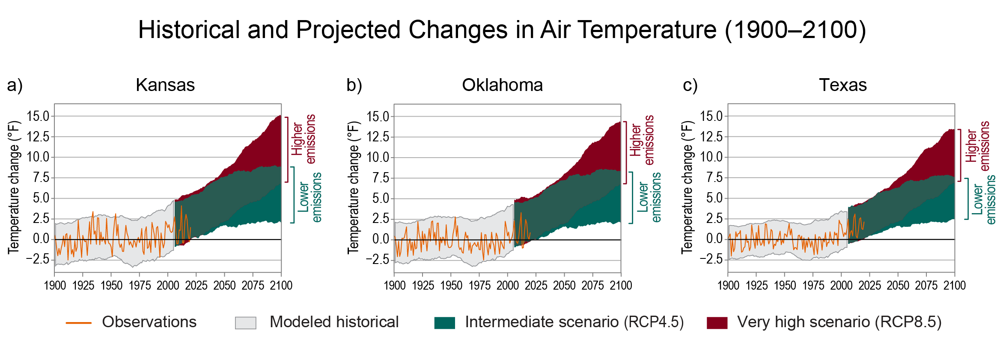 Historical and Projected Changes in Air Temperature (1900–2100)
a) Kansas
Temperature change (°F)
15.0
12.5
10.0
7.5
5.0
2.5
0.0
−2.5
1900 1925 1950 1975 2000 2025 2050 2075 2100
Higher
emissions
Lower
emissions
b) Oklahoma
Temperature change (°F)
15.0
12.5
10.0
7.5
5.0
2.5
0.0
−2.5
1900 1925 1950 1975 2000 2025 2050 2075 2100
Higher
emissions
Lower
emissions
c) Texas
Temperature change (°F)
15.0
12.5
10.0
7.5
5.0
2.5
0.0
−2.5
1900 1925 1950 1975 2000 2025 2050 2075 2100
Higher
emissions
Lower
emissions
Observations
Modeled historical
Intermediate scenario (RCP4.5)
Very high scenario (RCP8.5)